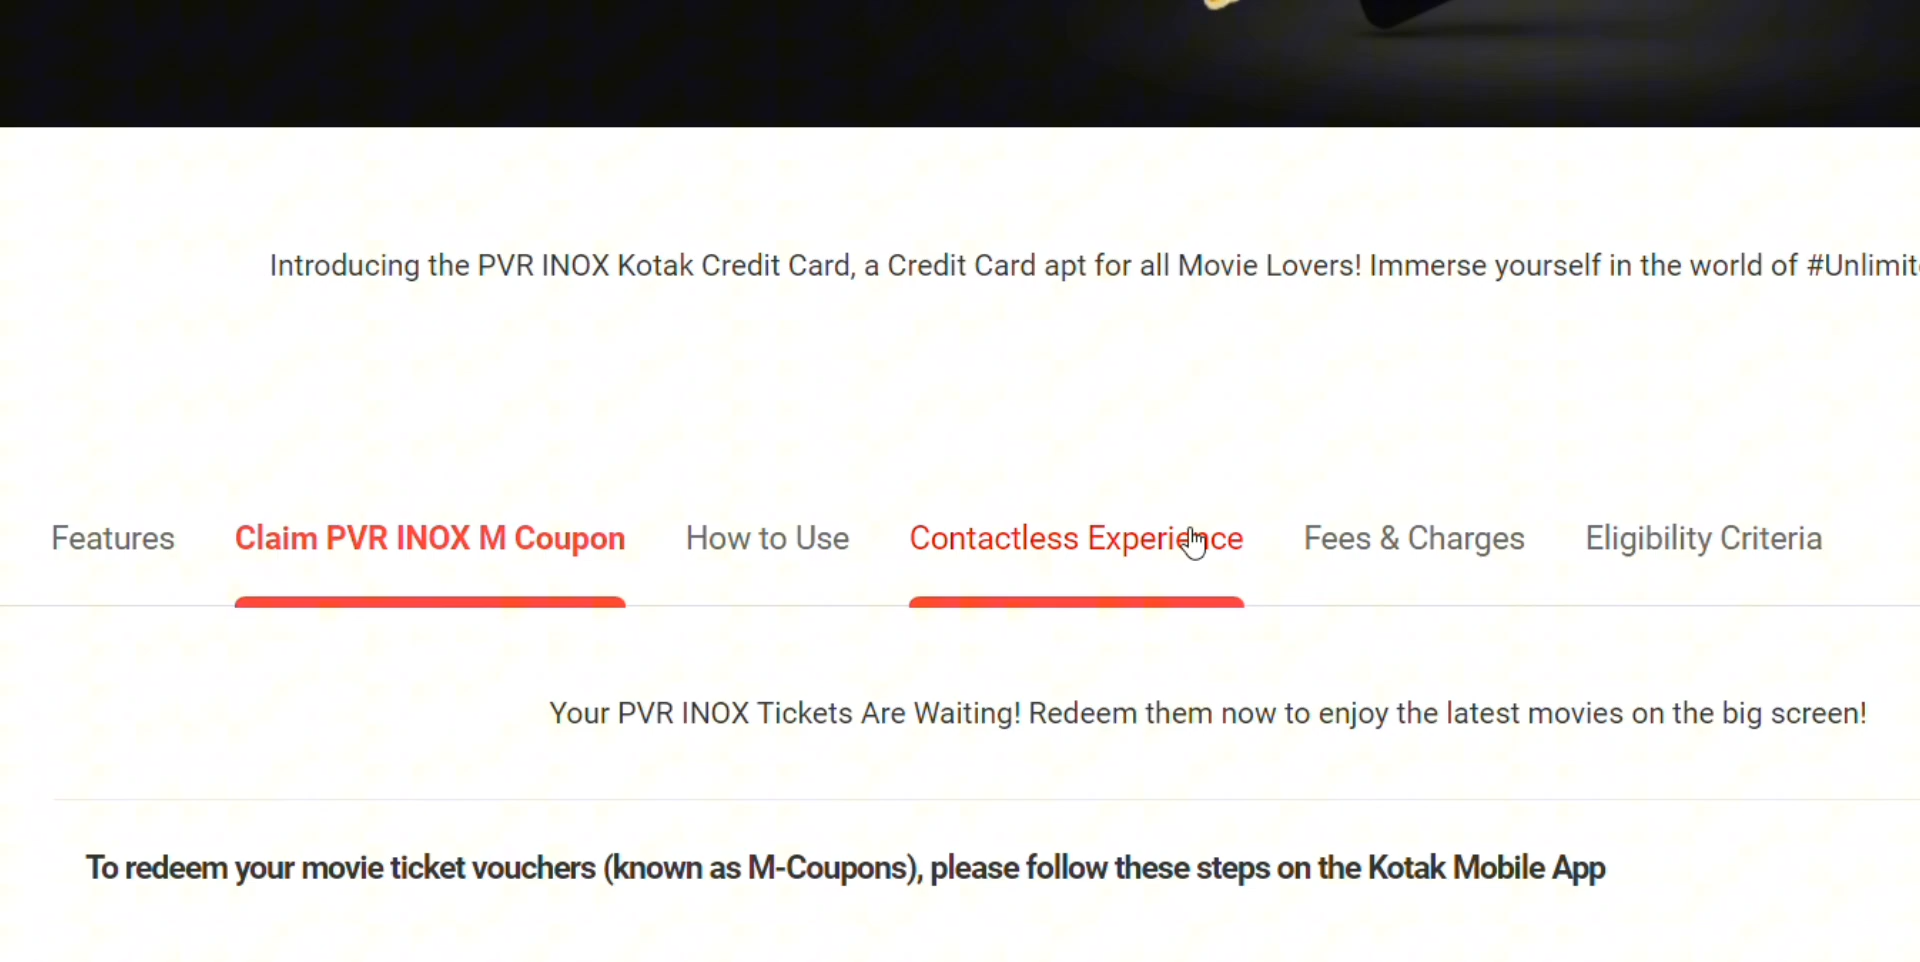 Introducing the PVR INOX Kotak Credit Card, a Credit Card apt for all Movie Lovers! Immerse yourself in the world of
Features Claim PVR INOX M Coupon How to Use Contactless Experience Fees & Charges Eligibility Criteria
Your PVR INOX Tickets Are Waiting! Redeem them now to enjoy the latest movies on the big screen!
To redeem your movie ticket vouchers (known as M-Coupons), please follow these steps on the Kotak Mobile App